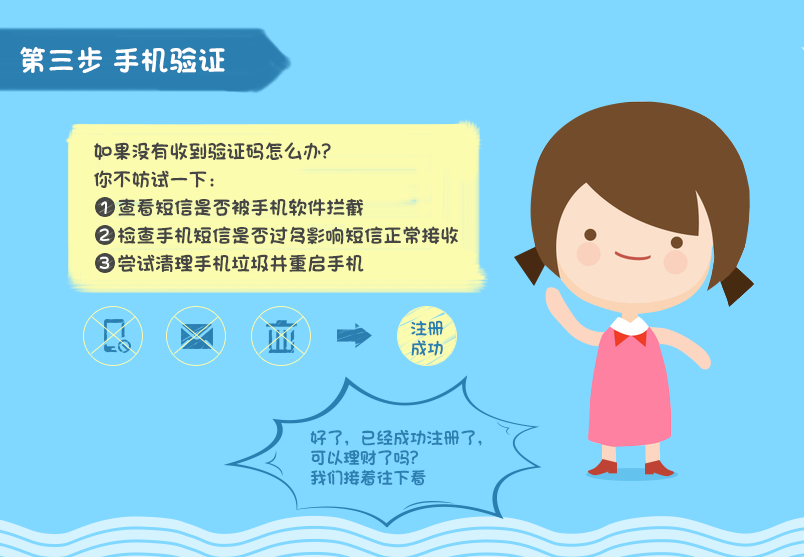 第三步 手机验证
如果没有收到验证码怎么办?
你不妨试一下：
❶查看短信是否被手机软件拦截
❷检查手机短信是否过多影响短信正常接收
❸尝试清理手机垃圾并重启手机
注册
成功
好了，已经成功注册了，
可以理财了吗?
我们接着往下看